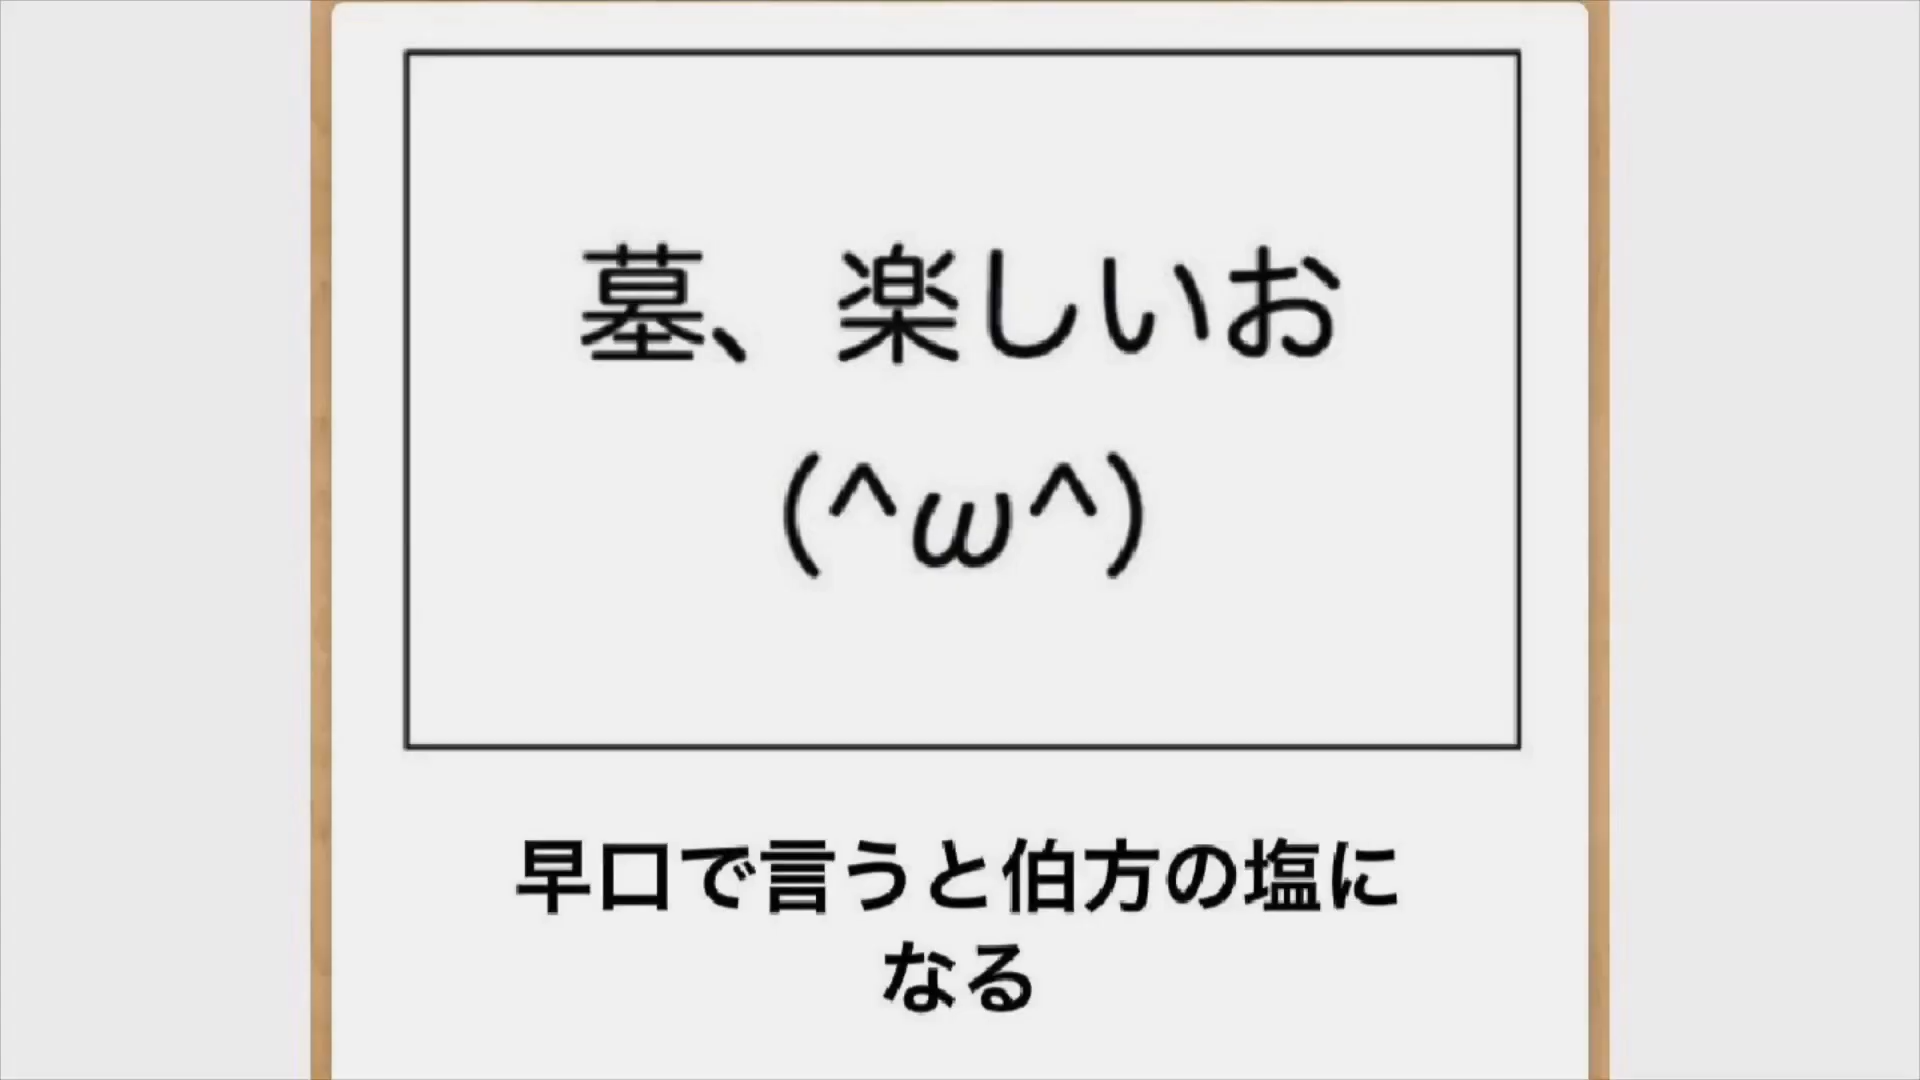 墓、楽しいお
(^ω^)
早口で言うと伯方の塩に
なる